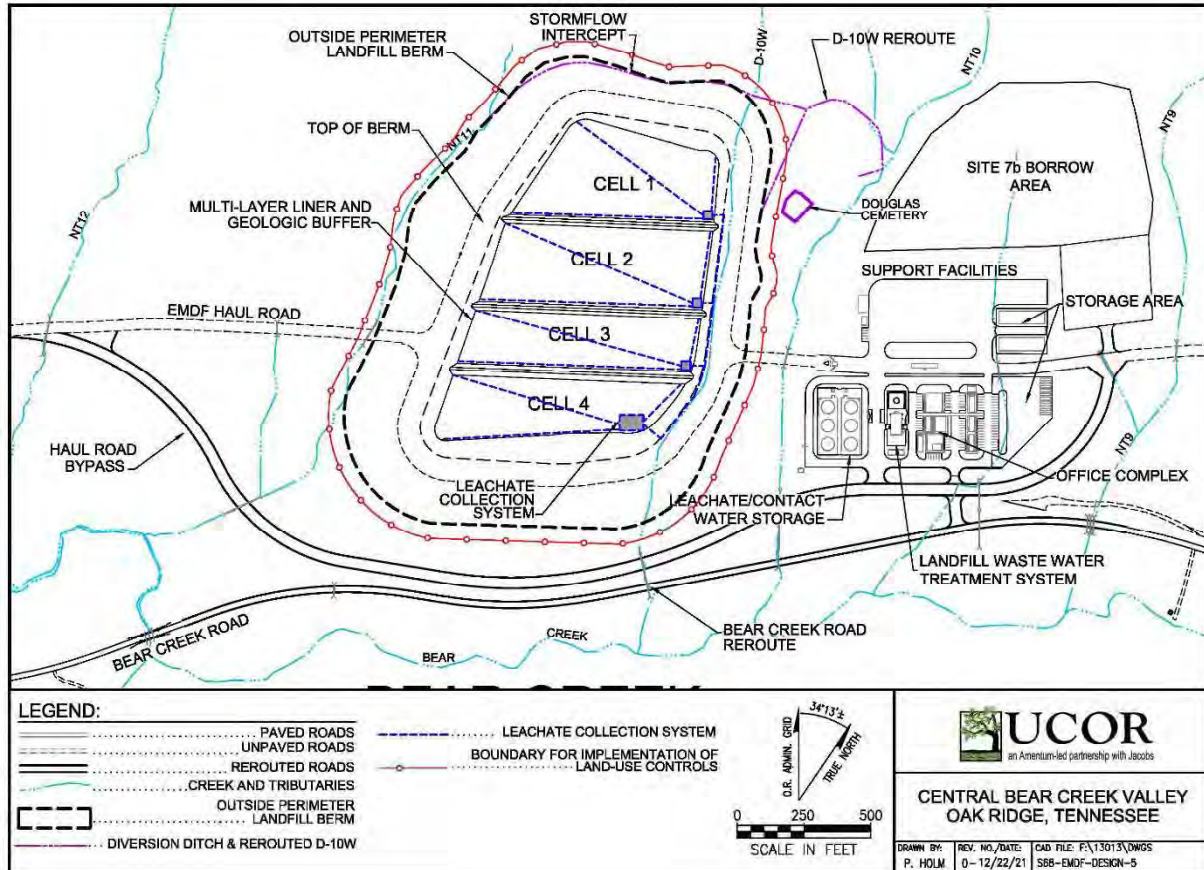 STORMFLOW
INTERCEPT
OUTSIDE PERIMETER
LANDFILL BERM
D-10W
D-10W REROUTE
NT10
NT9
TOP OF BERM
NT11
CELL 1
SITE 7b BORROW
AREA
MULTI-LAYER LINER AND
GEOLOGIC BUFFER
DOUGLAS
CEMETERY
NT12
CELL 2
SUPPORT FACILITIES
STORAGE AREA
EMDF HAUL ROAD
CELL 3
CELL 4
HAUL ROAD
BYPASS
NT9
OFFICE COMPLEX
LEACHATE
COLLECTION
SYSTEM
LEACHATE/CONTACT
WATER STORAGE
LANDFILL WASTE WATER
TREATMENT SYSTEM
BEAR CREEK ROAD
BEAR CREEK
BEAR CREEK ROAD
REROUTE
LEGEND:
PAVED ROADS
UNPAVED ROADS
REROUTED ROADS
CREEK AND TRIBUTARIES
OUTSIDE PERIMETER
LANDFILL BERM
DIVERSION DITCH & REROUTED D-10W
LEACHATE COLLECTION SYSTEM
BOUNDARY FOR IMPLEMENTATION OF
LAND-USE CONTROLS
34°13'±
O.R. ADMIN. GRID
TRUE NORTH
0 250 500
SCALE IN FEET
UCOR
an Amentum-led partnership with Jacobs
CENTRAL BEAR CREEK VALLEY
OAK RIDGE, TENNESSEE
DRAWN BY: REV. NO./DATE: CAD FILE: F:\13013\DWGS
P. HOLM 0-12/22/21 S68-EMDF-DESIGN-5